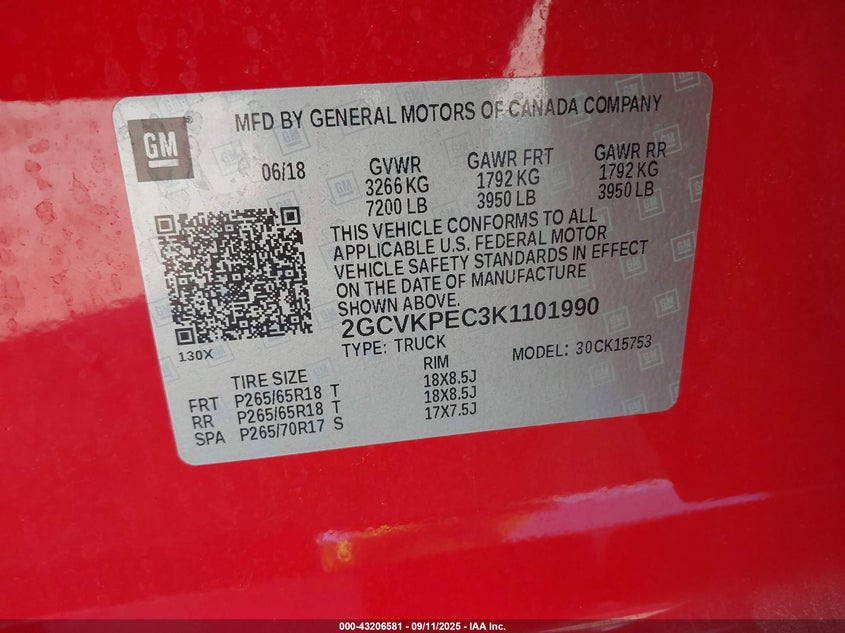 MFD BY GENERAL MOTORS OF CANADA COMPANY
GM
06/18
GVWR
3266 KG
7200 LB
GAWR FRT
1792 KG
3950 LB
GAWR RR
1792 KG
3950 LB
THIS VEHICLE CONFORMS TO ALL
APPLICABLE U.S. FEDERAL MOTOR
VEHICLE SAFETY STANDARDS IN EFFECT
ON THE DATE OF MANUFACTURE
SHOWN ABOVE.
2GCVKPEC3K1101990
130X
TYPE: TRUCK
MODEL: 30CK15753
TIRE SIZE
RIM
FRT P265/65R18 T 18X8.5J
RR P265/65R18 T 18X8.5J
SPA P265/70R17 S 17X7.5J
000-43206581 - 09/11/2025 - IAA Inc.